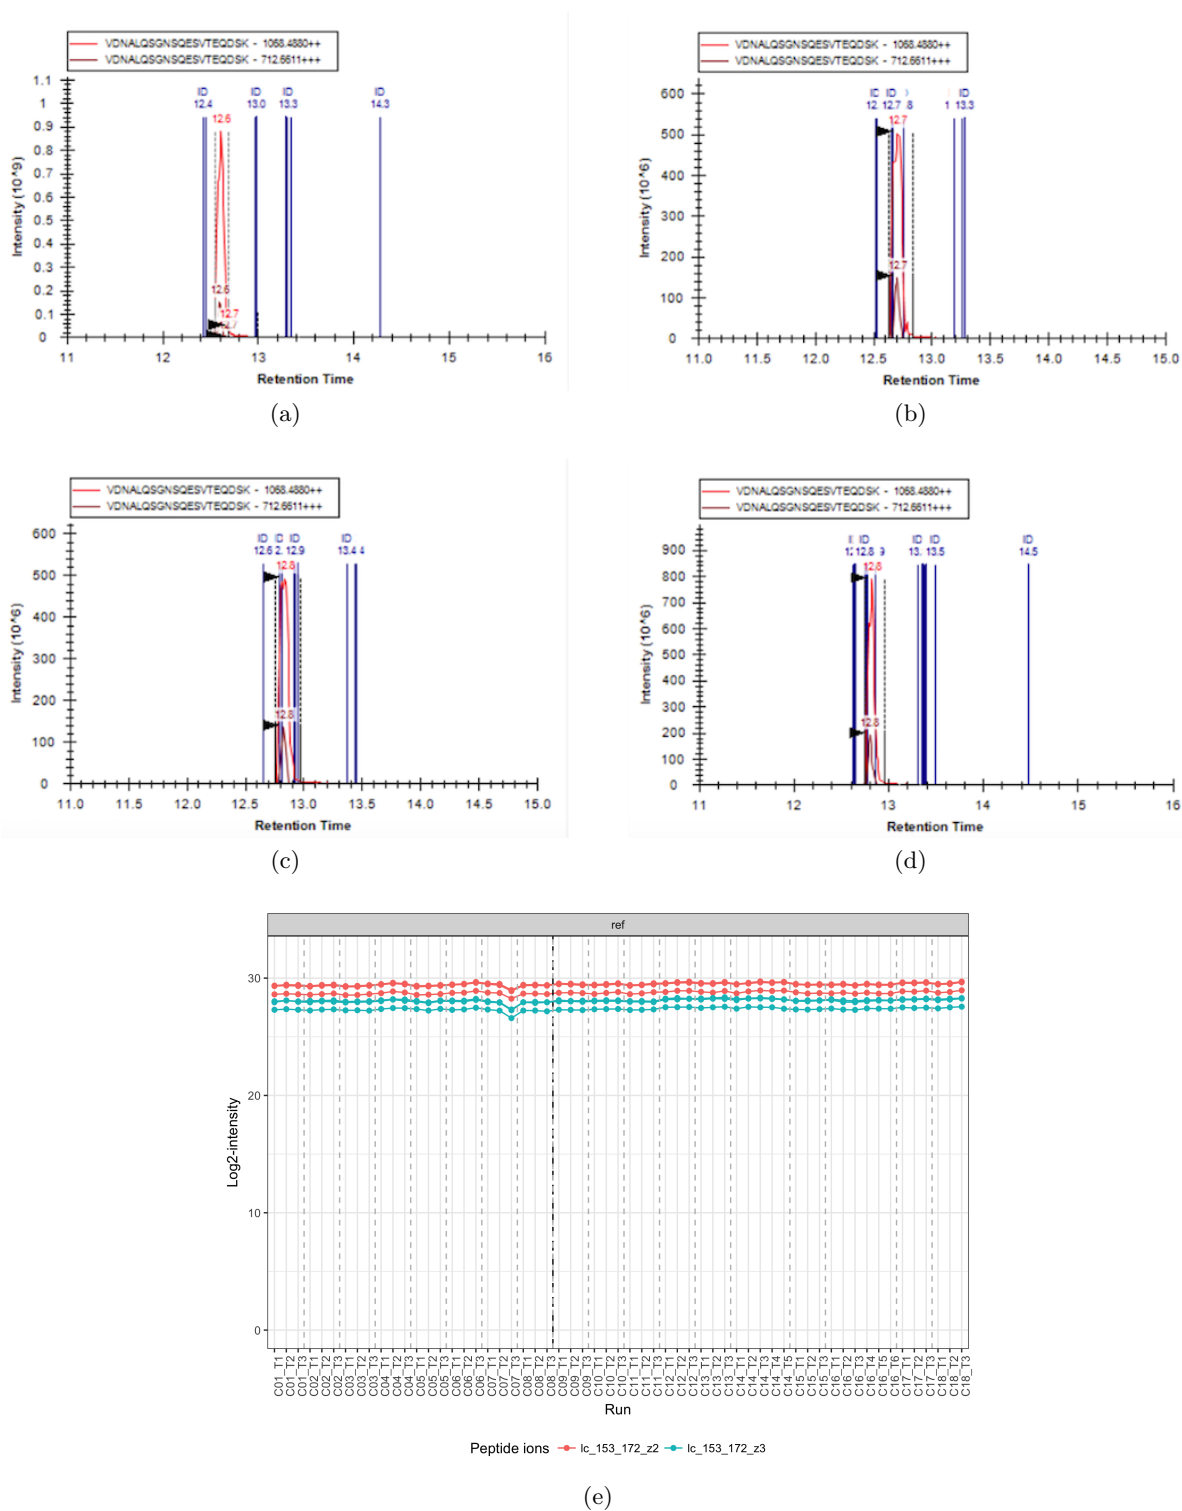 VDNALQSGNSQESVTEQDSK - 1068.4880++
VDNALQSGNSQESVTEQDSK - 712.6611+++
ID ID ID ID
12.4 13.0 13.3 14.3
12.6
12.6
12.7
12.7
1.1
1
0.9
0.8
0.7
0.6
0.5
0.4
0.3
0.2
0.1
0
Intensity (10^9)
11 12 13 14 15 16
Retention Time
(a)
VDNALQSGNSQESVTEQDSK - 1068.4880++
VDNALQSGNSQESVTEQDSK - 712.6611+++
ID ID ID
12. 12.7 8 1 13.3
12.7
12.7
600
500
400
300
200
100
0
Intensity (10^6)
11.0 11.5 12.0 12.5 13.0 13.5 14.0 14.5 15.0
Retention Time
(b)
VDNALQSGNSQESVTEQDSK - 1068.4880++
VDNALQSGNSQESVTEQDSK - 712.6611+++
ID ID ID ID
12.6 2. 12.9 13.4 4
12.8
12.8
600
500
400
300
200
100
0
Intensity (10^6)
11.0 11.5 12.0 12.5 13.0 13.5 14.0 14.5 15.0
Retention Time
(c)
VDNALQSGNSQESVTEQDSK - 1068.4880++
VDNALQSGNSQESVTEQDSK - 712.6611+++
ID ID ID ID
12.8 9 13. 13.5 14.5
12.8
12.8
900
800
700
600
500
400
300
200
100
0
Intensity (10^6)
11 12 13 14 15 16
Retention Time
(d)
ref
30
20
10
0
Log2-intensity
C01_T1 C01_T2 C01_T3 C02_T1 C02_T2 C02_T3 C03_T1 C03_T2 C03_T3 C04_T1 C04_T2 C04_T3 C05_T1 C05_T2 C05_T3 C06_T1 C06_T2 C06_T3 C07_T1 C07_T2 C07_T3 C08_T1 C08_T2 C08_T3 C09_T1 C09_T2 C09_T3 C10_T1 C10_T2 C10_T3 C11_T1 C11_T2 C11_T3 C12_T1 C12_T2 C12_T3 C13_T1 C13_T2 C13_T3 C14_T1 C14_T2 C14_T3 C14_T4 C14_T5 C15_T1 C15_T2 C15_T3 C16_T1 C16_T2 C16_T3 C16_T4 C16_T5 C16_T6 C17_T1 C17_T2 C17_T3 C18_T1 C18_T2 C18_T3
Run
Peptide ions lc_153_172_z2 lc_153_172_z3
(e)